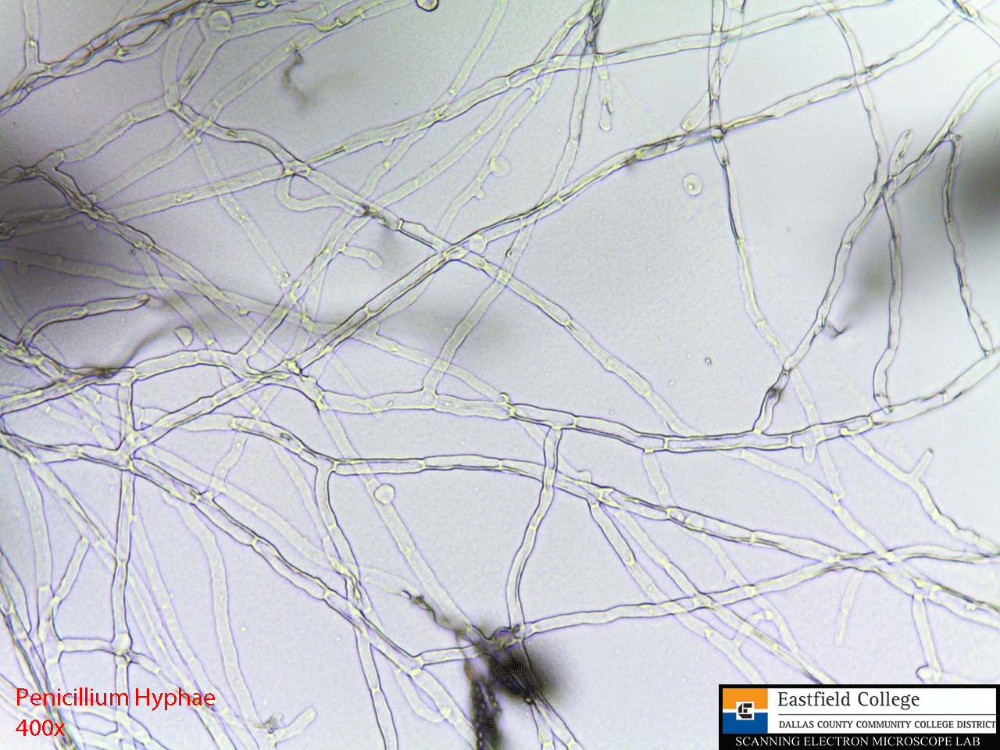 Penicillium Hyphae
400x
Eastfield College
DALLAS COUNTY COMMUNITY COLLEGE DISTRICT
SCANNING ELECTRON MICROSCOPE LAB